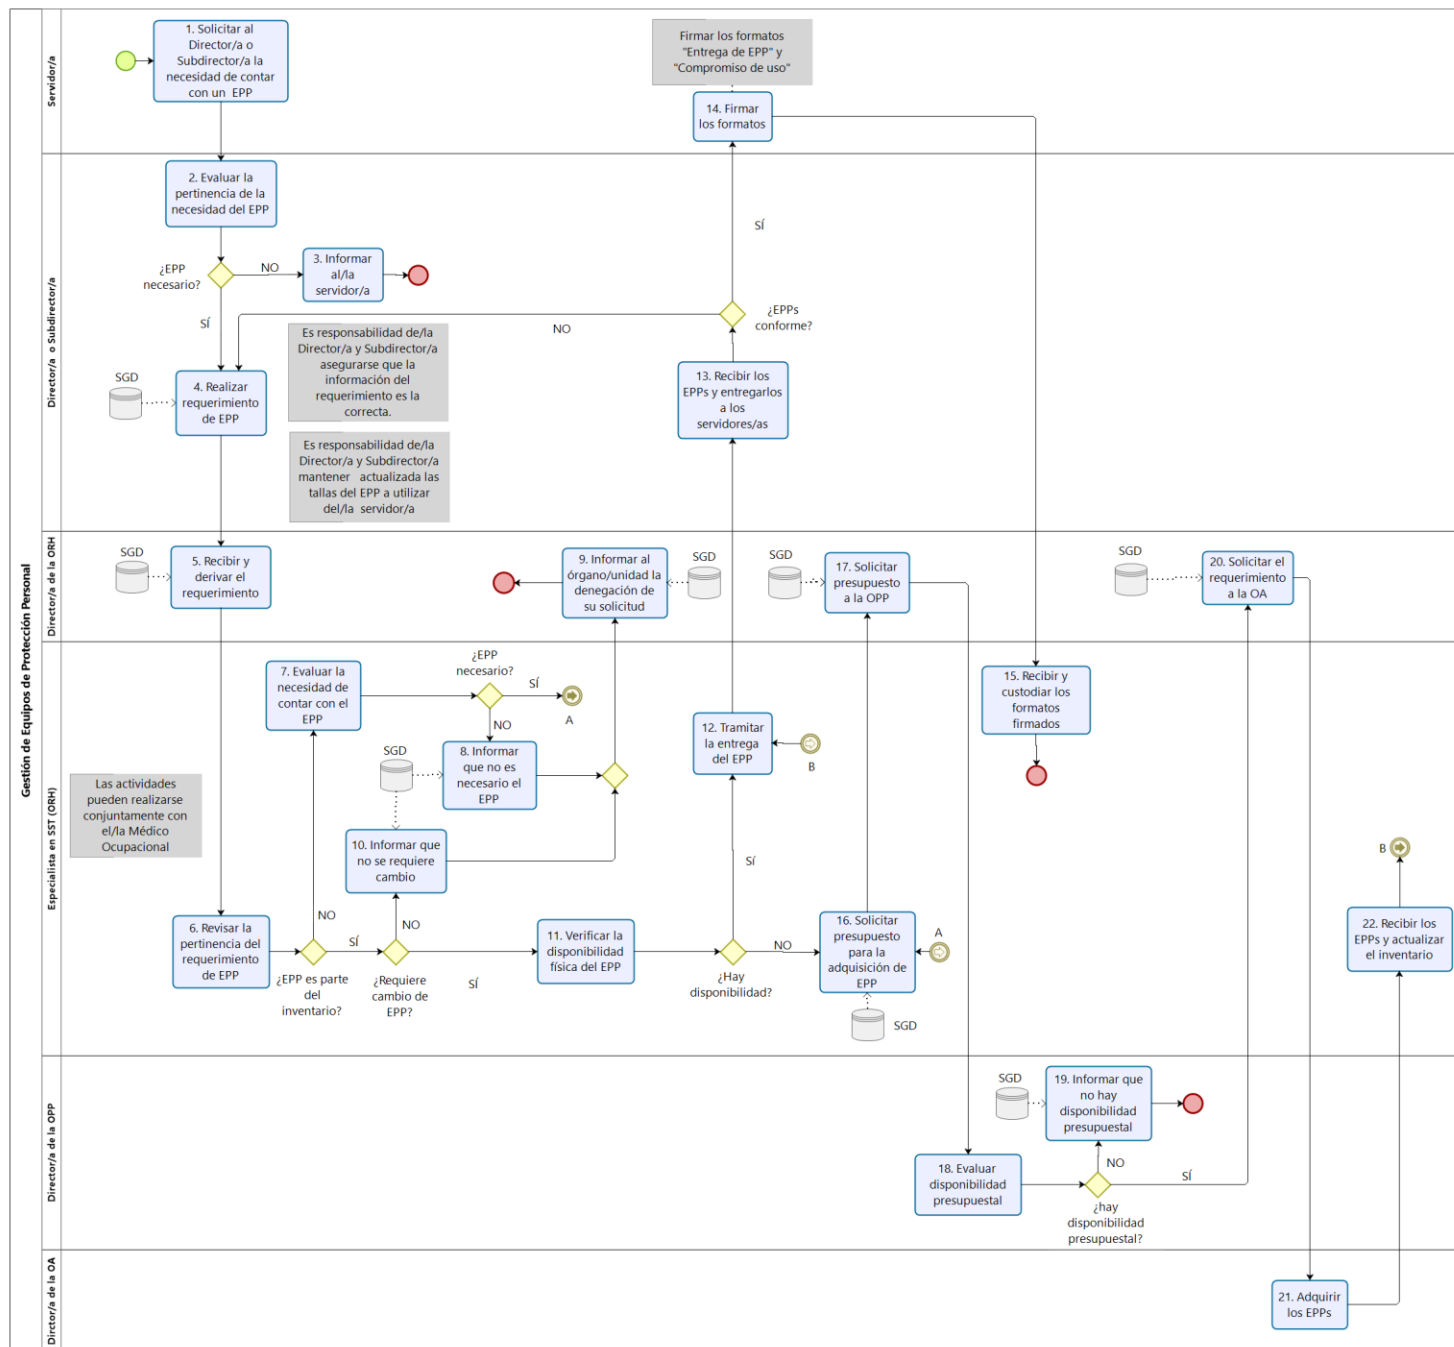 Gestión de Equipos de Protección Personal
Servidor/a
1. Solicitar al
Director/a o
Subdirector/a la
necesidad de contar
con un EPP
Firmar los formatos
"Entrega de EPP" y
"Compromiso de uso"
14. Firmar
los formatos
Director/a o Subdirector/a
2. Evaluar la
pertinencia de la
necesidad del EPP
¿EPP
necesario?
NO
3. Informar
al/la
servidor/a
SÍ
SÍ
¿EPPs
conforme?
NO
Es responsabilidad de/la
Director/a y Subdirector/a
asegurarse que la
información del
requerimiento es la
correcta.
SGD
4. Realizar
requerimiento
de EPP
13. Recibir los
EPPs y entregarlos
a los
servidores/as
Es responsabilidad de/la
Director/a y Subdirector/a
mantener actualizada las
tallas del EPP a utilizar
del/la servidor/a
Director/a de la ORH
SGD
5. Recibir y
derivar el
requerimiento
9. Informar al
órgano/unidad la
denegación de
su solicitud
SGD
SGD
17. Solicitar
presupuesto
a la OPP
SGD
20. Solicitar el
requerimiento
a la OA
Especialista en SST (ORH)
7. Evaluar la
necesidad de
contar con el
EPP
¿EPP
necesario?
SÍ
A
NO
15. Recibir y
custodiar los
formatos
firmados
SGD
8. Informar
que no es
necesario el
EPP
12. Tramitar
la entrega
del EPP
B
Las actividades
pueden realizarse
conjuntamente con
el/la Médico
Ocupacional
10. Informar que
no se requiere
cambio
SÍ
B
6. Revisar la
pertinencia del
requerimiento
de EPP
NO
SÍ
NO
¿EPP es parte
del
inventario?
¿Requiere
cambio de
EPP?
SÍ
11. Verificar la
disponibilidad
física del EPP
¿Hay
disponibilidad?
NO
16. Solicitar
presupuesto
para la
adquisición de
EPP
A
SGD
22. Recibir los
EPPs y actualizar
el inventario
Director/a de la OPP
SGD
19. Informar que
no hay
disponibilidad
presupuestal
18. Evaluar
disponibilidad
presupuestal
NO
SÍ
¿hay
disponibilidad
presupuestal?
Dirctor/a de la OA
21. Adquirir
los EPPs